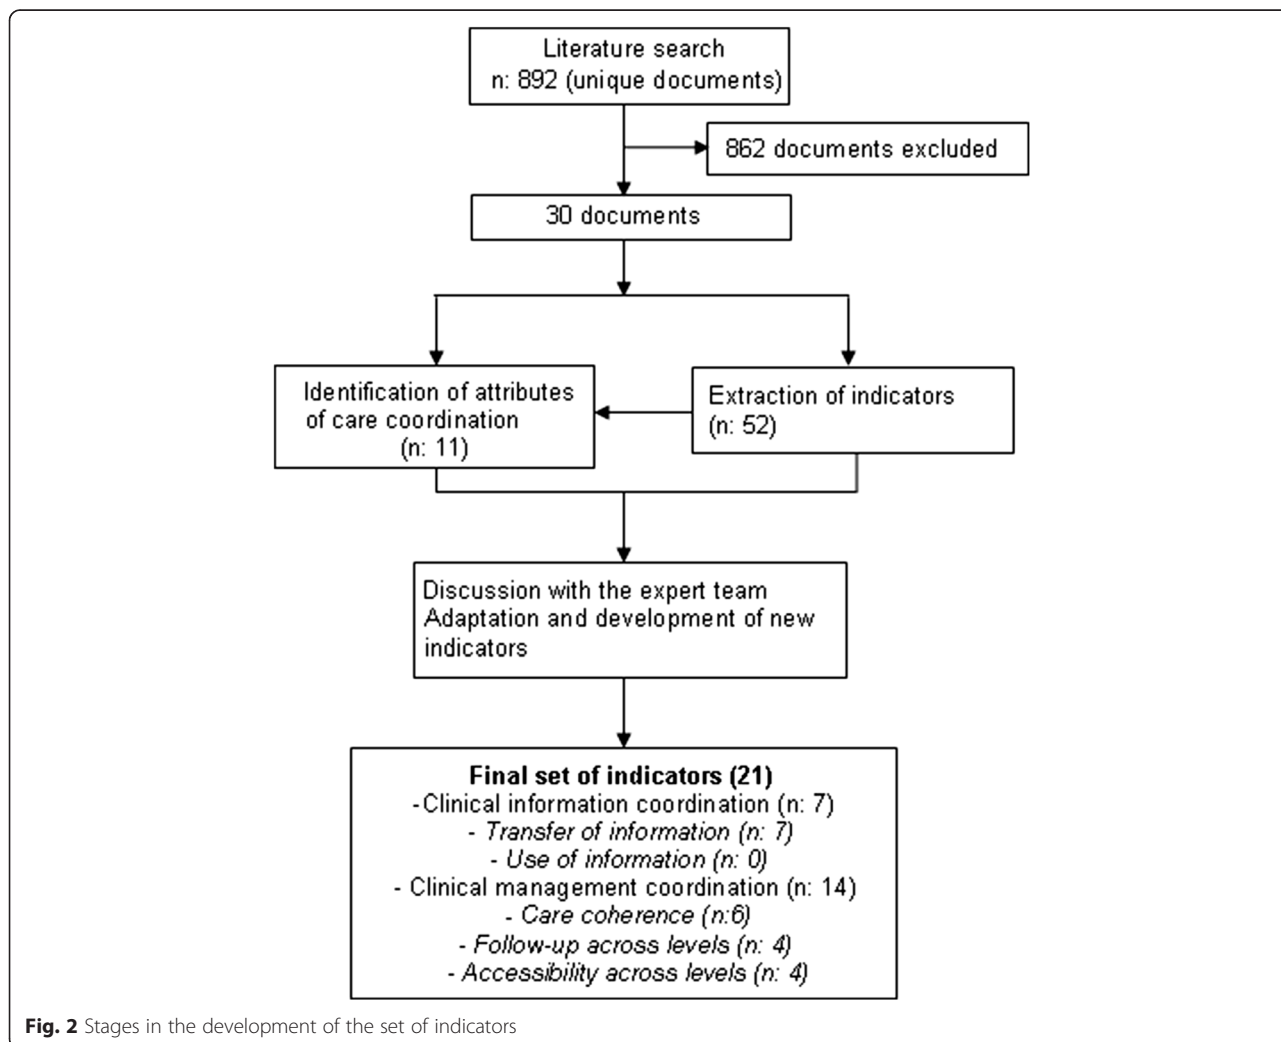 Literature search
n: 892 (unique documents)
862 documents excluded
30 documents
Identification of attributes
of care coordination
(n: 11)
Extraction of indicators
(n: 52)
Discussion with the expert team
Adaptation and development of new
indicators
Final set of indicators (21)
-Clinical information coordination (n: 7)
- Transfer of information (n: 7)
- Use of information (n: 0)
- Clinical management coordination (n: 14)
- Care coherence (n:6)
- Follow-up across levels (n: 4)
- Accessibility across levels (n: 4)
Fig. 2 Stages in the development of the set of indicators